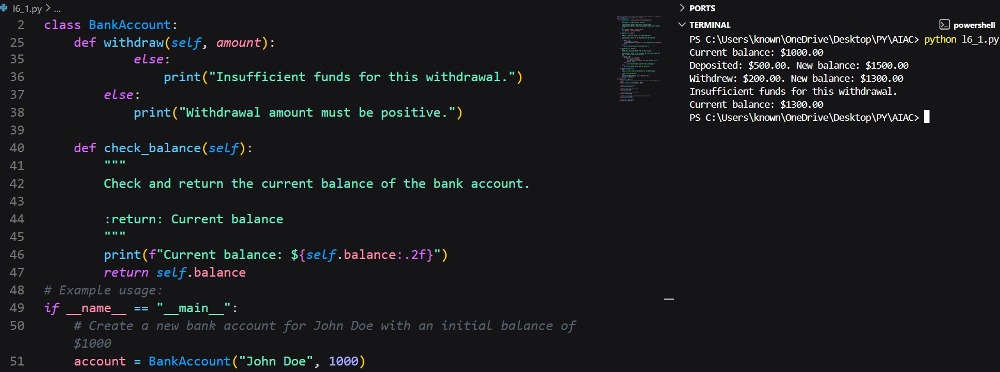 l6_1.py > ...
2 class BankAccount:
25     def withdraw(self, amount):
35             else:
36                 print("Insufficient funds for this withdrawal.")
37         else:
38             print("Withdrawal amount must be positive.")
39
40     def check_balance(self):
41         """
42         Check and return the current balance of the bank account.
43
44         :return: Current balance
45         """
46         print(f"Current balance: ${self.balance:.2f}")
47         return self.balance
48 # Example usage:
49 if __name__ == "__main__":
50     # Create a new bank account for John Doe with an initial balance of
    $1000
51     account = BankAccount("John Doe", 1000)
PORTS
TERMINAL
powershell
PS C:\Users\known\OneDrive\Desktop\PY\AIAC> python l6_1.py
Current balance: $1000.00
Deposited: $500.00. New balance: $1500.00
Withdrew: $200.00. New balance: $1300.00
Insufficient funds for this withdrawal.
Current balance: $1300.00
PS C:\Users\known\OneDrive\Desktop\PY\AIAC>